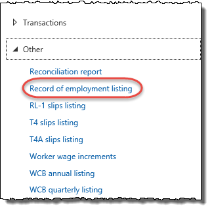 Transactions
Other
Reconciliation report
Record of employment listing
RL-1 slips listing
T4 slips listing
T4A slips listing
Worker wage increments
WCB annual listing
WCB quarterly listing